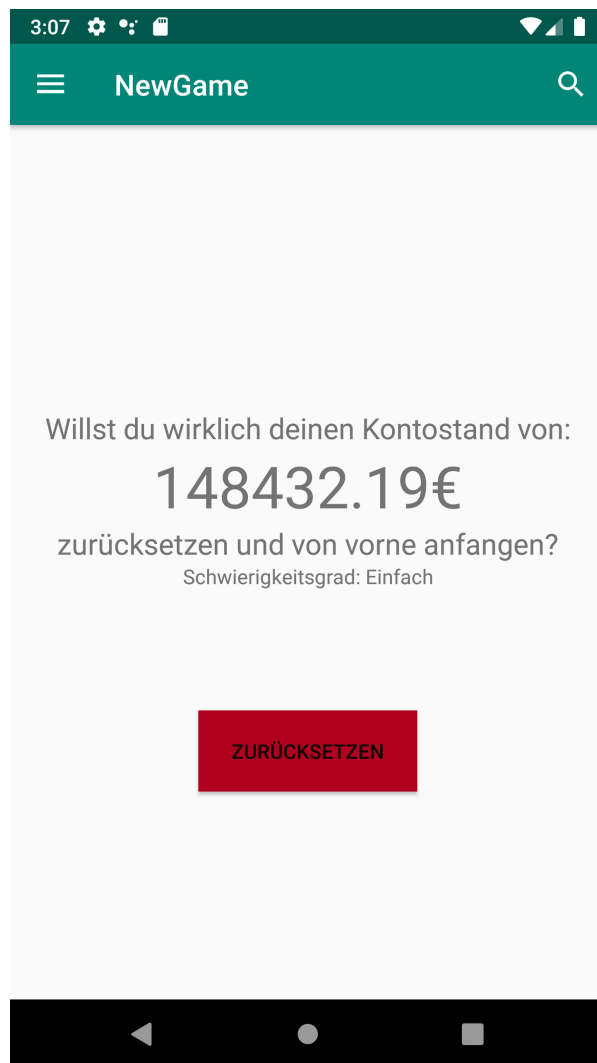 3:07
NewGame
Willst du wirklich deinen Kontostand von:
148432.19€
zurücksetzen und von vorne anfangen?
Schwierigkeitsgrad: Einfach
ZURÜCKSETZEN